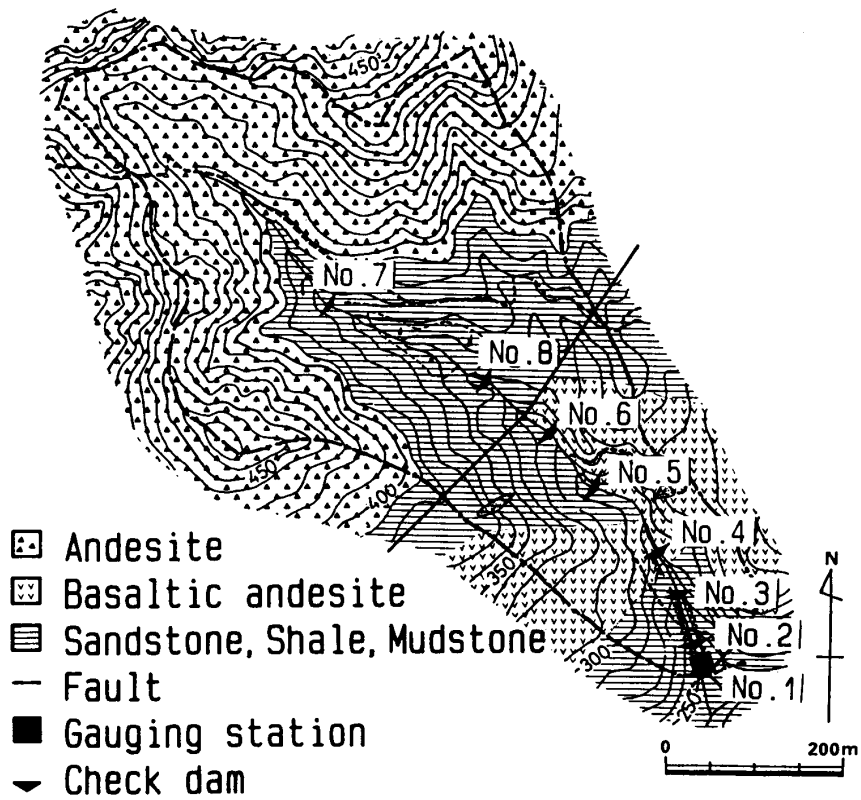 450
No.7
No.8
No.6
450
No.5
400
No.4
Andesite
350
N
Basaltic andesite
No.3
Sandstone, Shale, Mudstone
No.2
300
Fault
No.1
250
Gauging station
0 200m
Check dam